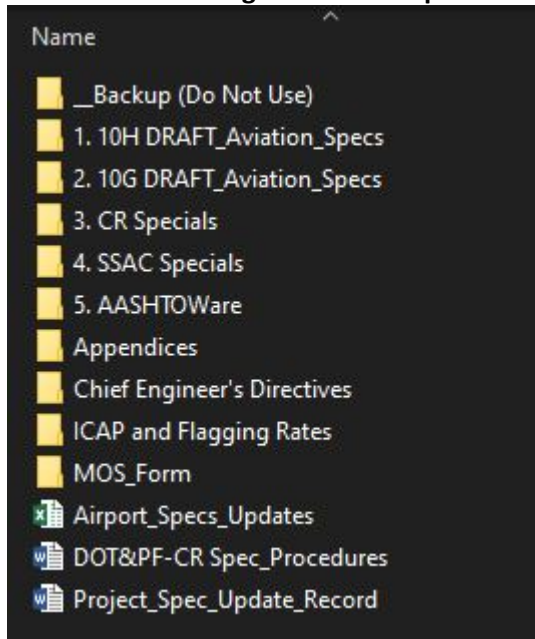 Name
__Backup (Do Not Use)
1. 10H DRAFT_Aviation_Specs
2. 10G DRAFT_Aviation_Specs
3. CR Specials
4. SSAC Specials
5. AASHTOWare
Appendices
Chief Engineer's Directives
ICAP and Flagging Rates
MOS_Form
Airport_Specs_Updates
DOT&PF-CR Spec_Procedures
Project_Spec_Update_Record